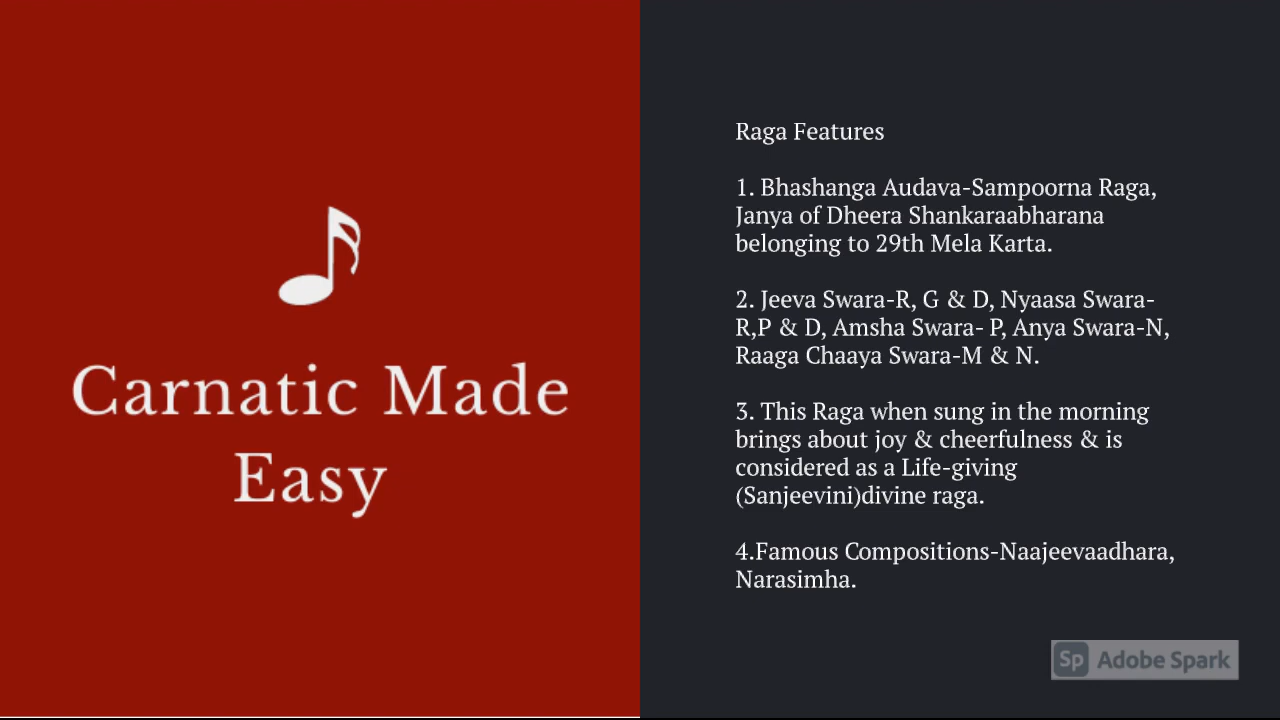 Carnatic Made
Easy
Raga Features
1. Bhashanga Audava-Sampoorna Raga,
Janya of Dheera Shankaraabharana
belonging to 29th Mela Karta.
2. Jeeva Swara-R, G & D, Nyaasa Swara-
R,P & D, Amsha Swara- P, Anya Swara-N,
Raaga Chaaya Swara-M & N.
3. This Raga when sung in the morning
brings about joy & cheerfulness & is
considered as a Life-giving
(Sanjeevini)divine raga.
4.Famous Compositions-Naajeevaadhara,
Narasimha.
Sp Adobe Spark